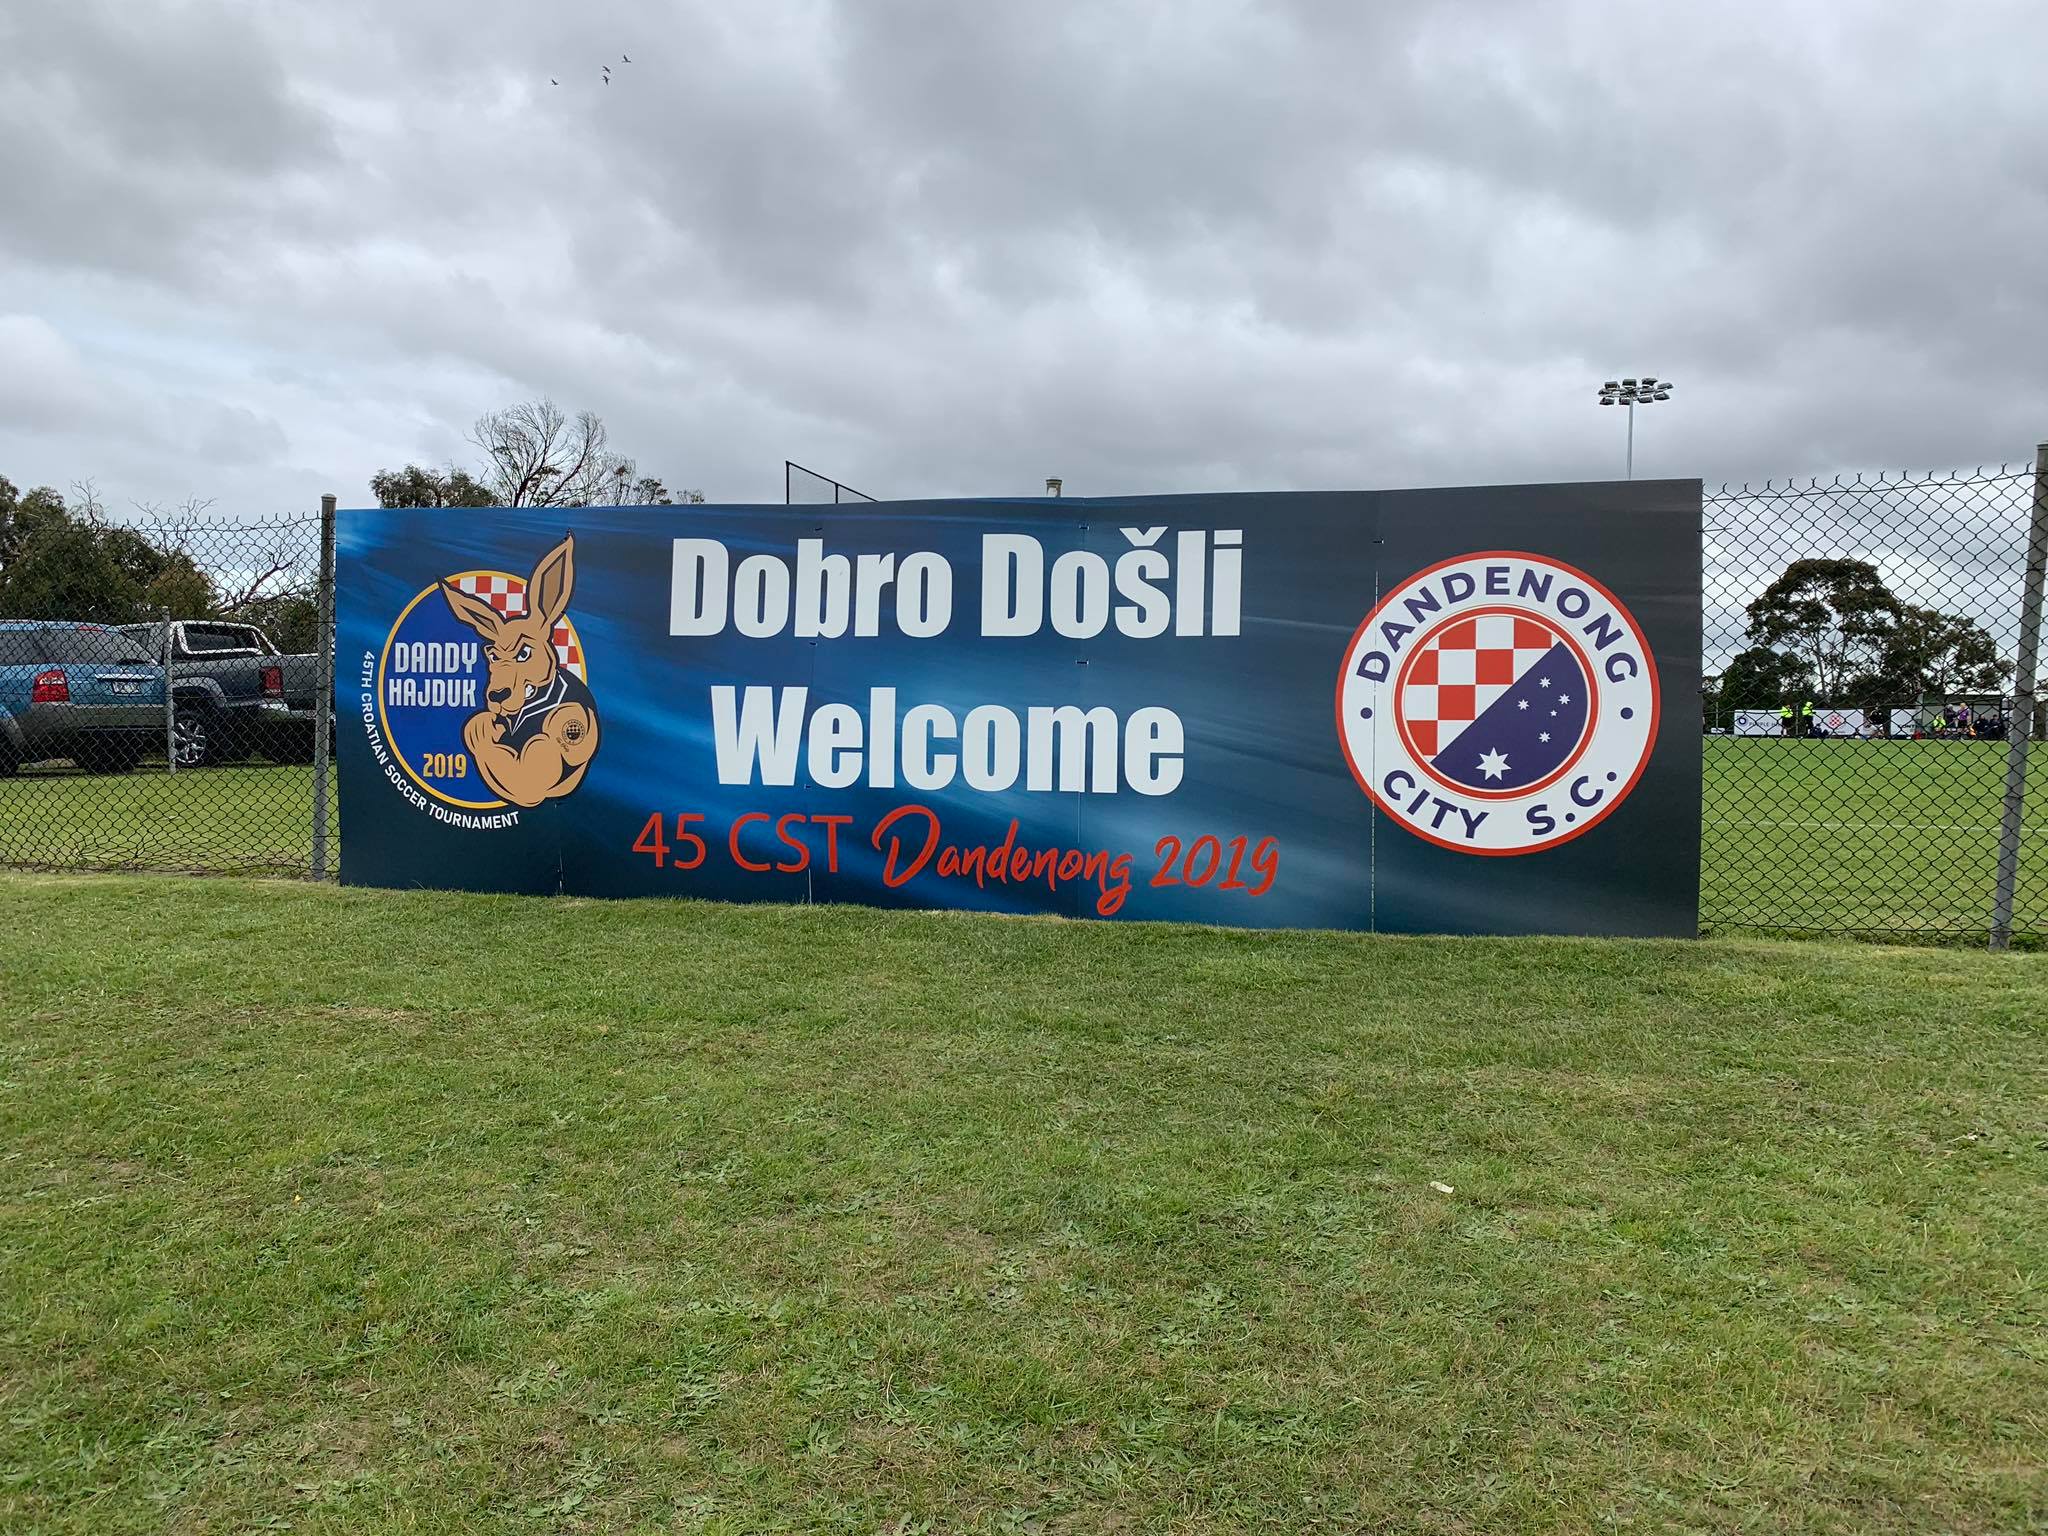 DANDY
HAJDUK
2019
45TH CROATIAN SOCCER TOURNAMENT
Dobro Došli
Welcome
45 CST Dandenong 2019
DANDENONG
CITY S.C.